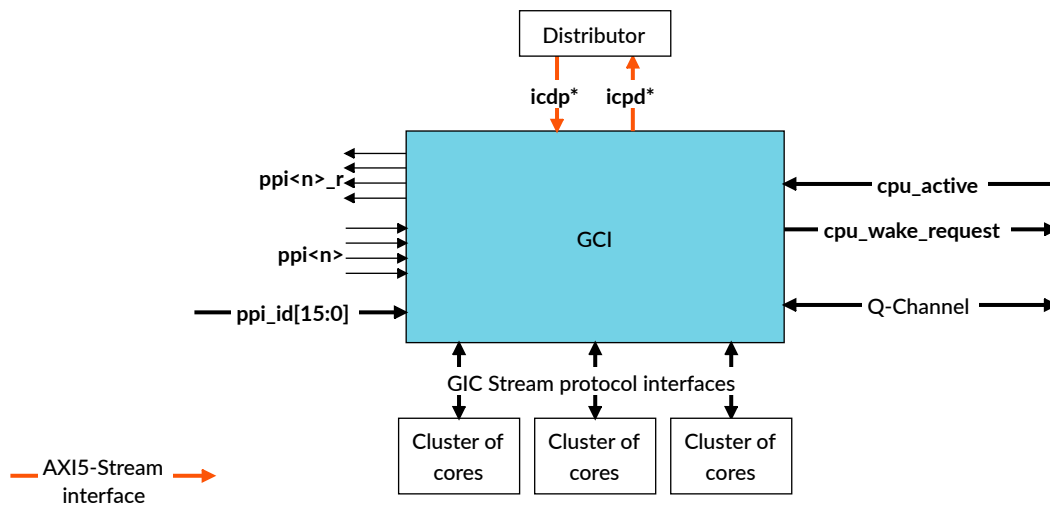 Distributor
icdp* icpd*
ppi<n>_r
cpu_active
cpu_wake_request
GCI
ppi<n>
ppi_id[15:0]
Q-Channel
GIC Stream protocol interfaces
Cluster of
cores
Cluster of
cores
Cluster of
cores
AXI5-Stream
interface